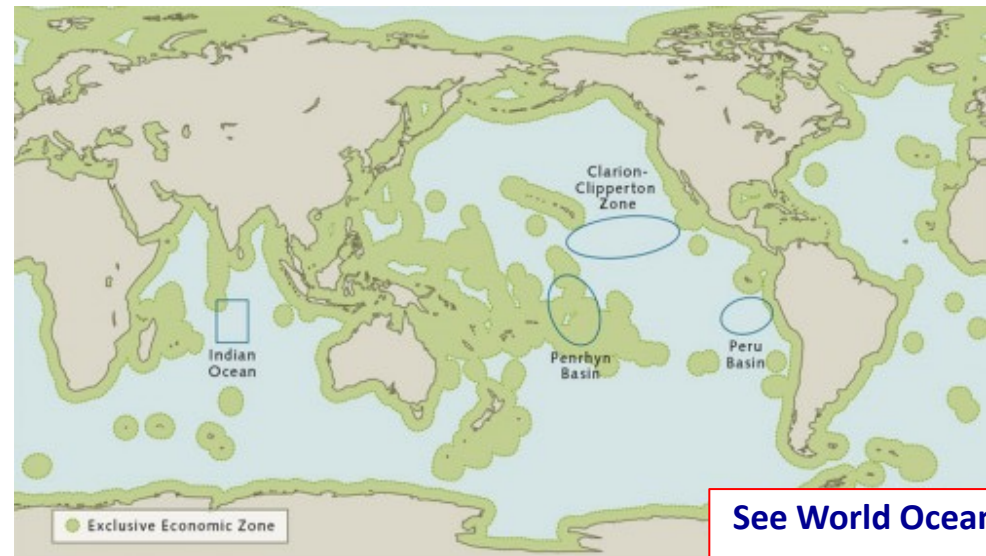 Clarion-
Clipperton
Zone
Indian
Ocean
Penrhyn
Basin
Peru
Basin
Exclusive Economic Zone
See World Ocean